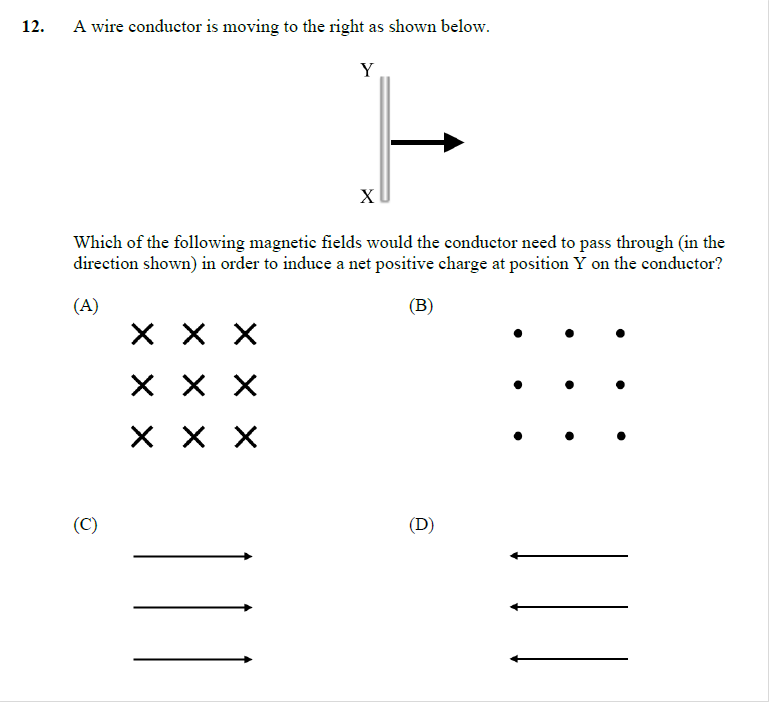 12. A wire conductor is moving to the right as shown below.
Y
X
Which of the following magnetic fields would the conductor need to pass through (in the
direction shown) in order to induce a net positive charge at position Y on the conductor?
(A) (B)
(C) (D)